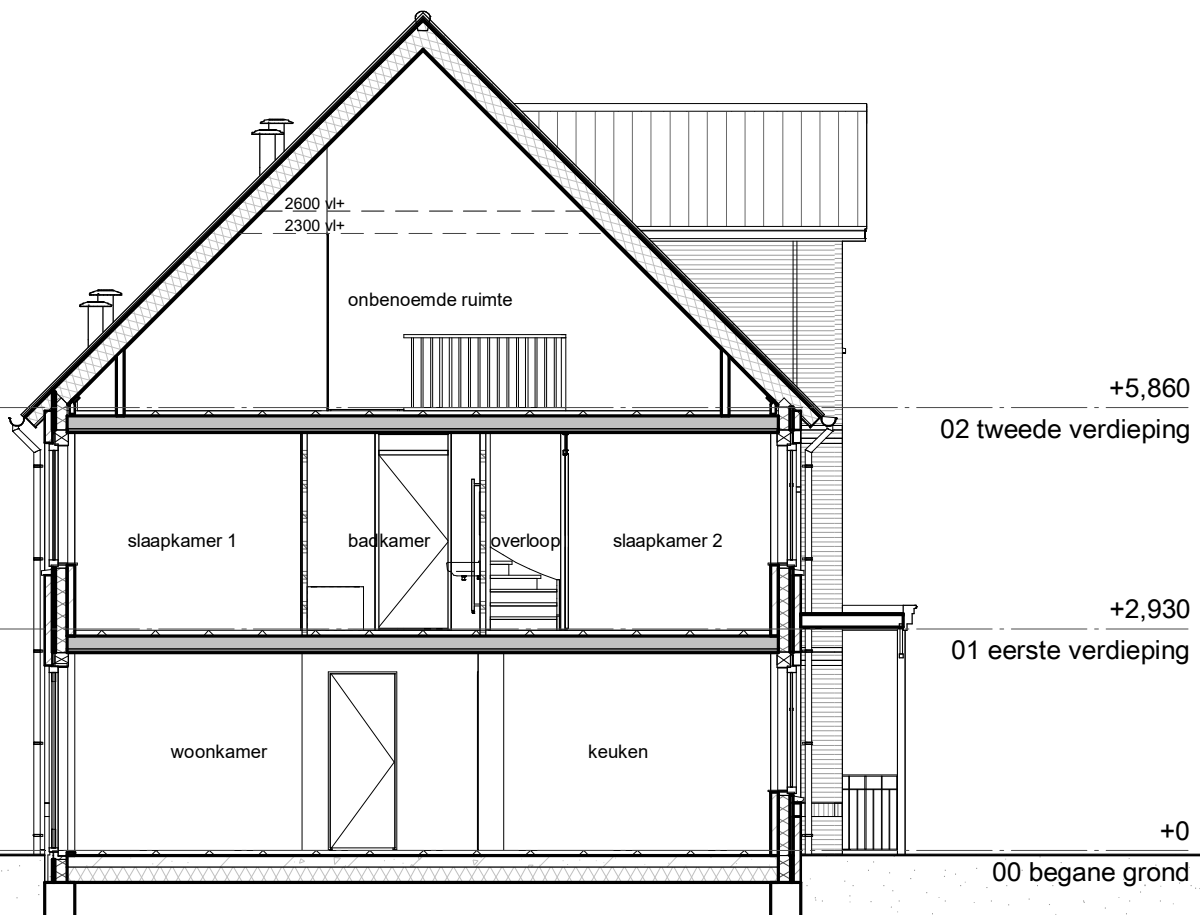 2600 vl+
2300 vl+
onbenoemde ruimte
+5,860
02 tweede verdieping
slaapkamer 1
badkamer
overloop
slaapkamer 2
+2,930
01 eerste verdieping
woonkamer
keuken
+0
00 begane grond